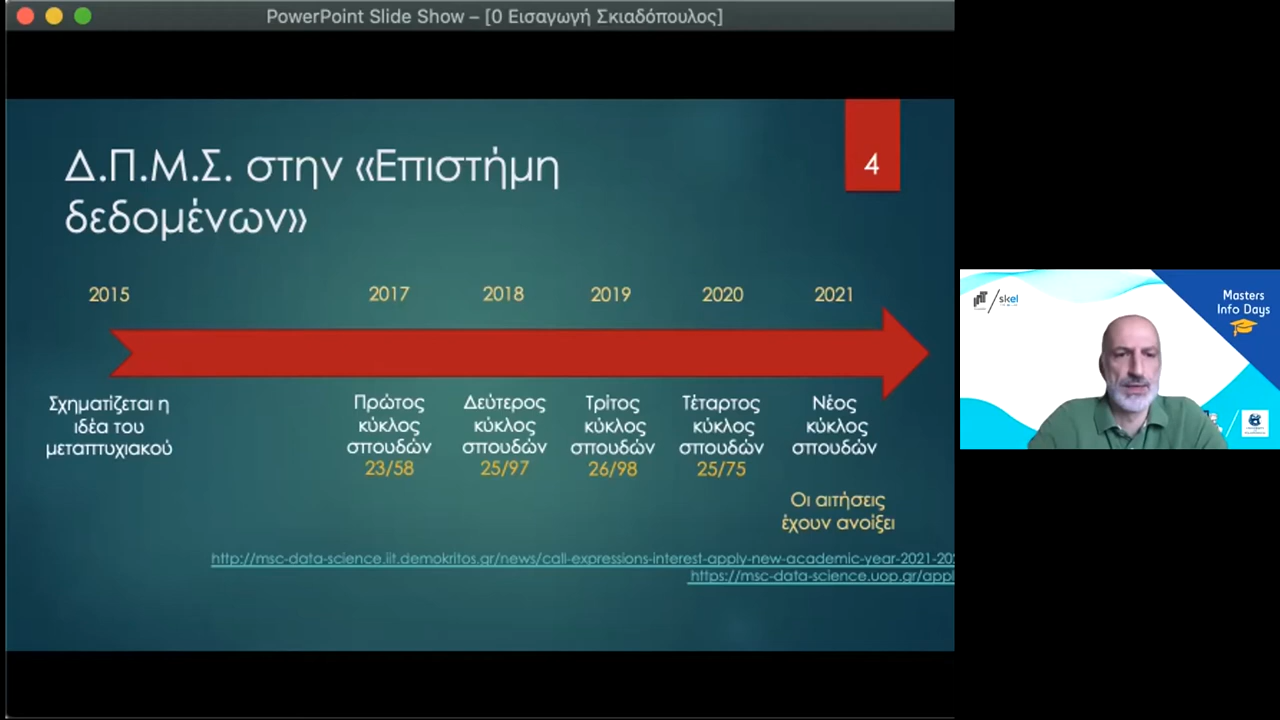 PowerPoint Slide Show – [0 Εισαγωγή Σκιαδόπουλος]
Δ.Π.Μ.Σ. στην «Επιστήμη
δεδομένων»
4
2015
2017
2018
2019
2020
2021
Σχηματίζεται η
ιδέα του
μεταπτυχιακού
Πρώτος
κύκλος
σπουδών
23/58
Δεύτερος
κύκλος
σπουδών
25/97
Τρίτος
κύκλος
σπουδών
26/98
Τέταρτος
κύκλος
σπουδών
25/75
Νέος
κύκλος
σπουδών
Οι αιτήσεις
έχουν ανοίξει
http://msc-data-science.iit.demokritos.gr/news/call-expressions-interest-apply-new-academic-year-2021-20
https://msc-data-science.uop.gr/appl
skel
Masters
Info Days